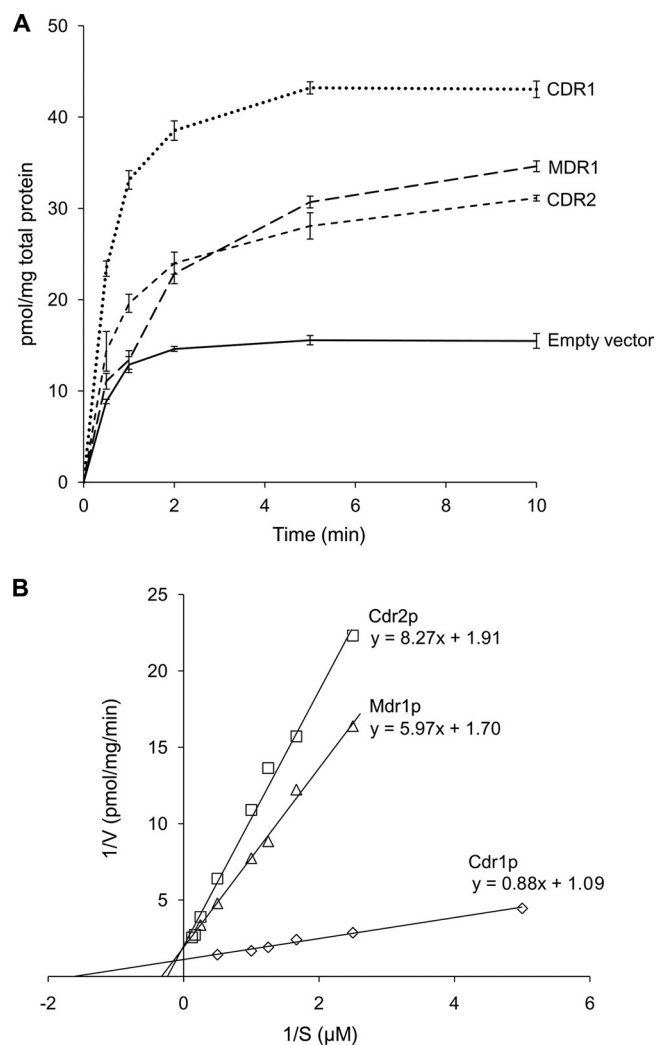 A
50
40
30
20
10
0
pmol/mg total protein
CDR1
MDR1
CDR2
Empty vector
0 2 4 6 8 10
Time (min)
B
25
20
15
10
5
1/V (pmol/mg/min)
Cdr2p
y = 8.27x + 1.91
Mdr1p
y = 5.97x + 1.70
Cdr1p
y = 0.88x + 1.09
-2 0 2 4 6
1/S (µM)